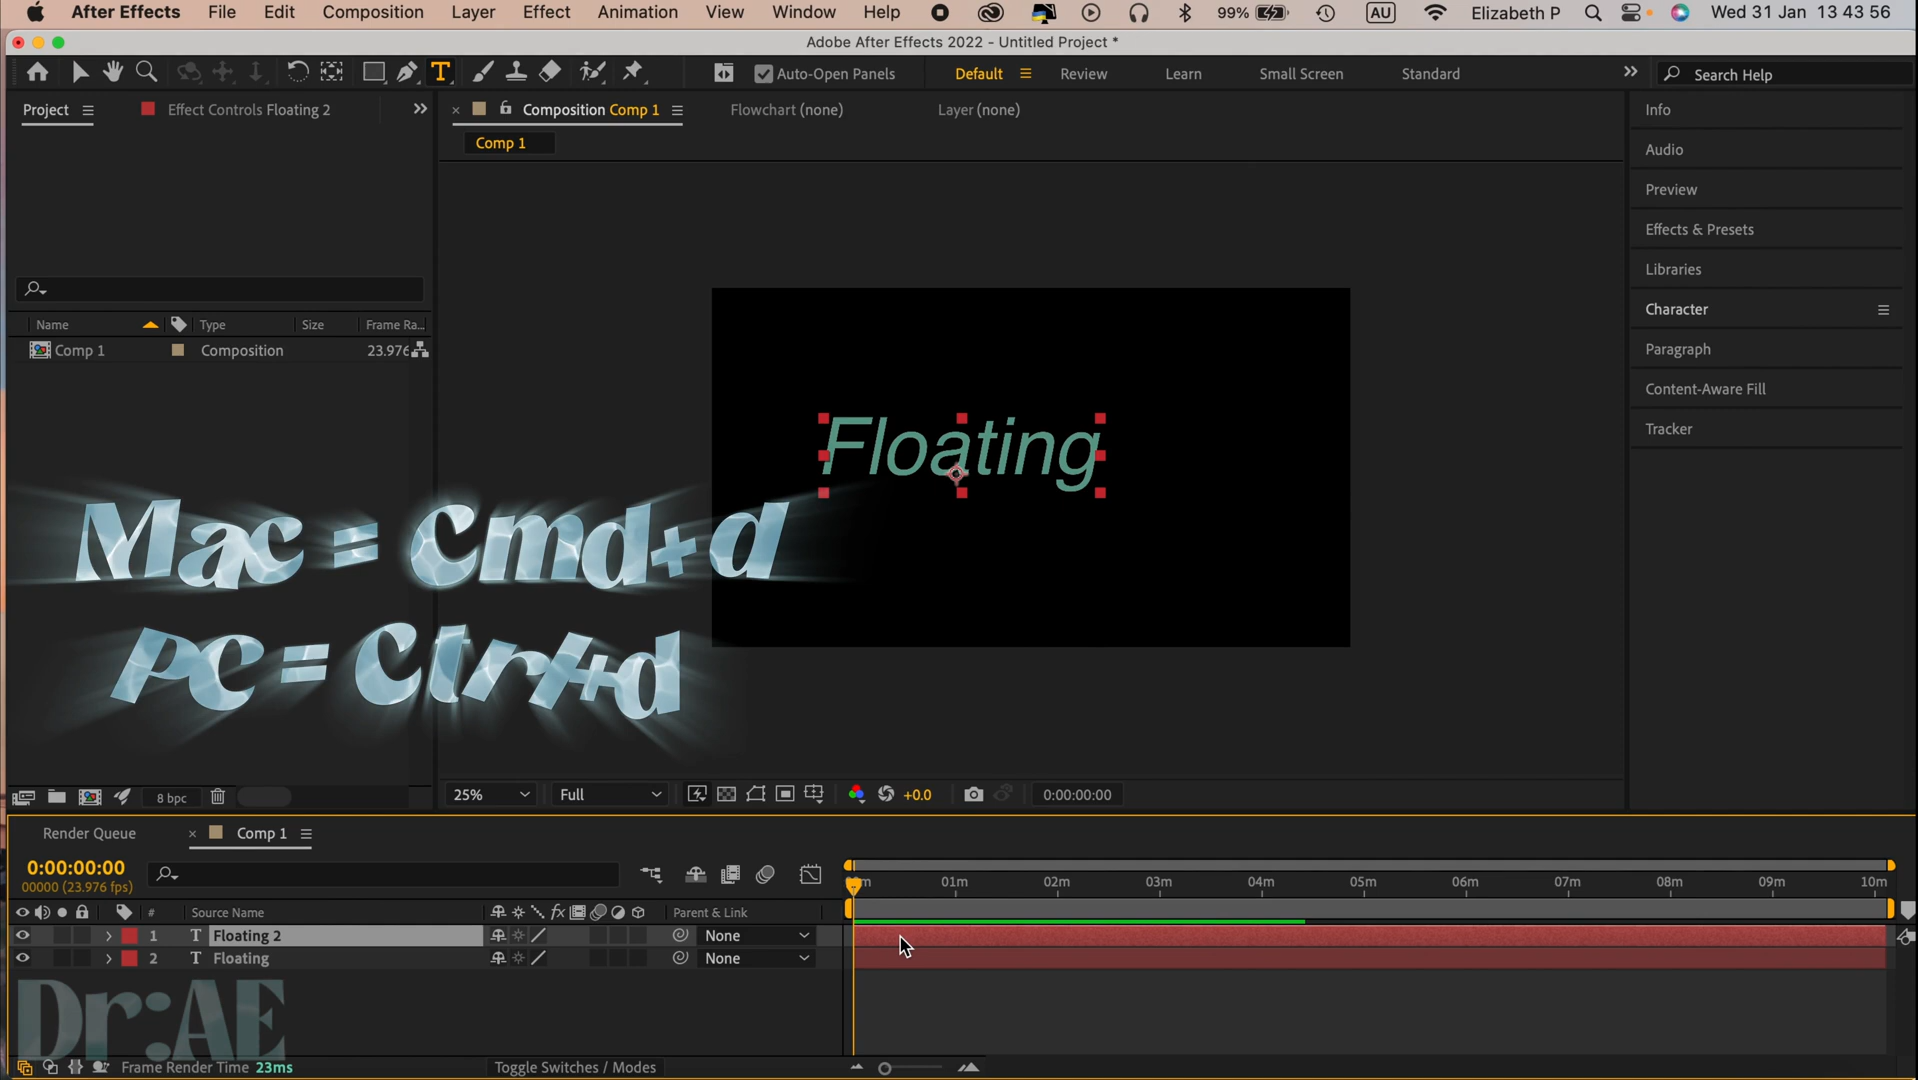 After Effects File Edit Composition Layer Effect Animation View Window Help 99% AU Elizabeth P Wed 31 Jan 13 43 56
Adobe After Effects 2022 - Untitled Project *
T Auto-Open Panels Default Review Learn Small Screen Standard Search Help
Project Effect Controls Floating 2 Composition Comp 1 Flowchart (none) Layer (none) Info
Comp 1 Audio
Preview
Effects & Presets
Libraries
Name Type Size Frame Ra... Character
Comp 1 Composition 23.976 Paragraph
Content-Aware Fill
Tracker
Floating
Mac = Cmd+d
PC = Ctrl+d
8 bpc 25% Full +0.0 0:00:00:00
Render Queue Comp 1
0:00:00:00
00000 (23.976 fps)
01m 02m 03m 04m 05m 06m 07m 08m 09m 10m
# Source Name fx Parent & Link
1 T Floating 2 None
2 T Floating None
Dr:AE
Frame Render Time 23ms Toggle Switches / Modes